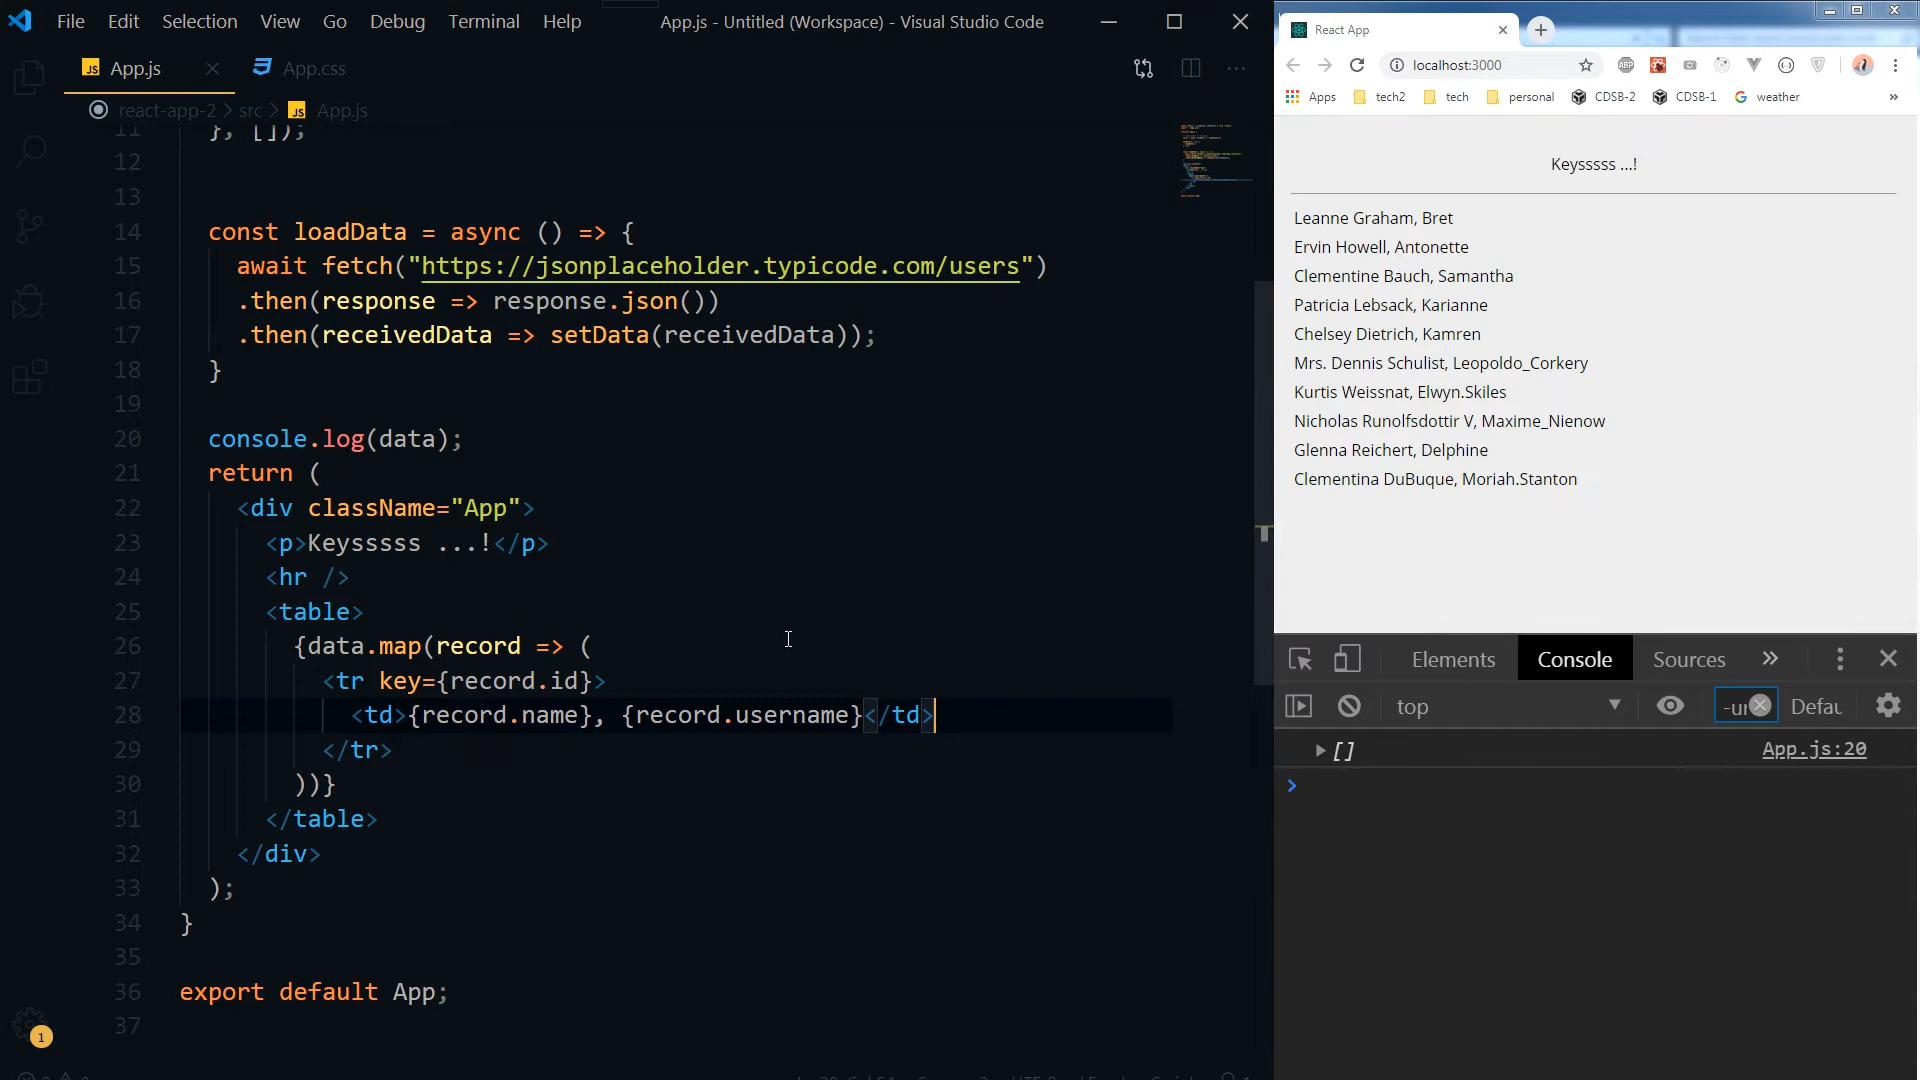 File Edit Selection View Go Debug Terminal Help
App.js - Untitled (Workspace) - Visual Studio Code
JS App.js
App.css
react-app-2 > src > JS App.js
11 }, []);
12
13
14 const loadData = async () => {
15 await fetch("https://jsonplaceholder.typicode.com/users")
16 .then(response => response.json())
17 .then(receivedData => setData(receivedData));
18 }
19
20 console.log(data);
21 return (
22 <div className="App">
23 <p>Keysssss ...!</p>
24 <hr />
25 <table>
26 {data.map(record => (
27 <tr key={record.id}>
28 <td>{record.name}, {record.username}</td>
29 </tr>
30 ))}
31 </table>
32 </div>
33 );
34 }
35
36 export default App;
37
1
React App
localhost:3000
ABP
Apps tech2 tech personal CDSB-2 CDSB-1 weather »
Keysssss ...!
Leanne Graham, Bret
Ervin Howell, Antonette
Clementine Bauch, Samantha
Patricia Lebsack, Karianne
Chelsey Dietrich, Kamren
Mrs. Dennis Schulist, Leopoldo_Corkery
Kurtis Weissnat, Elwyn.Skiles
Nicholas Runolfsdottir V, Maxime_Nienow
Glenna Reichert, Delphine
Clementina DuBuque, Moriah.Stanton
Elements Console Sources »
top -ur Defau
[] App.js:20